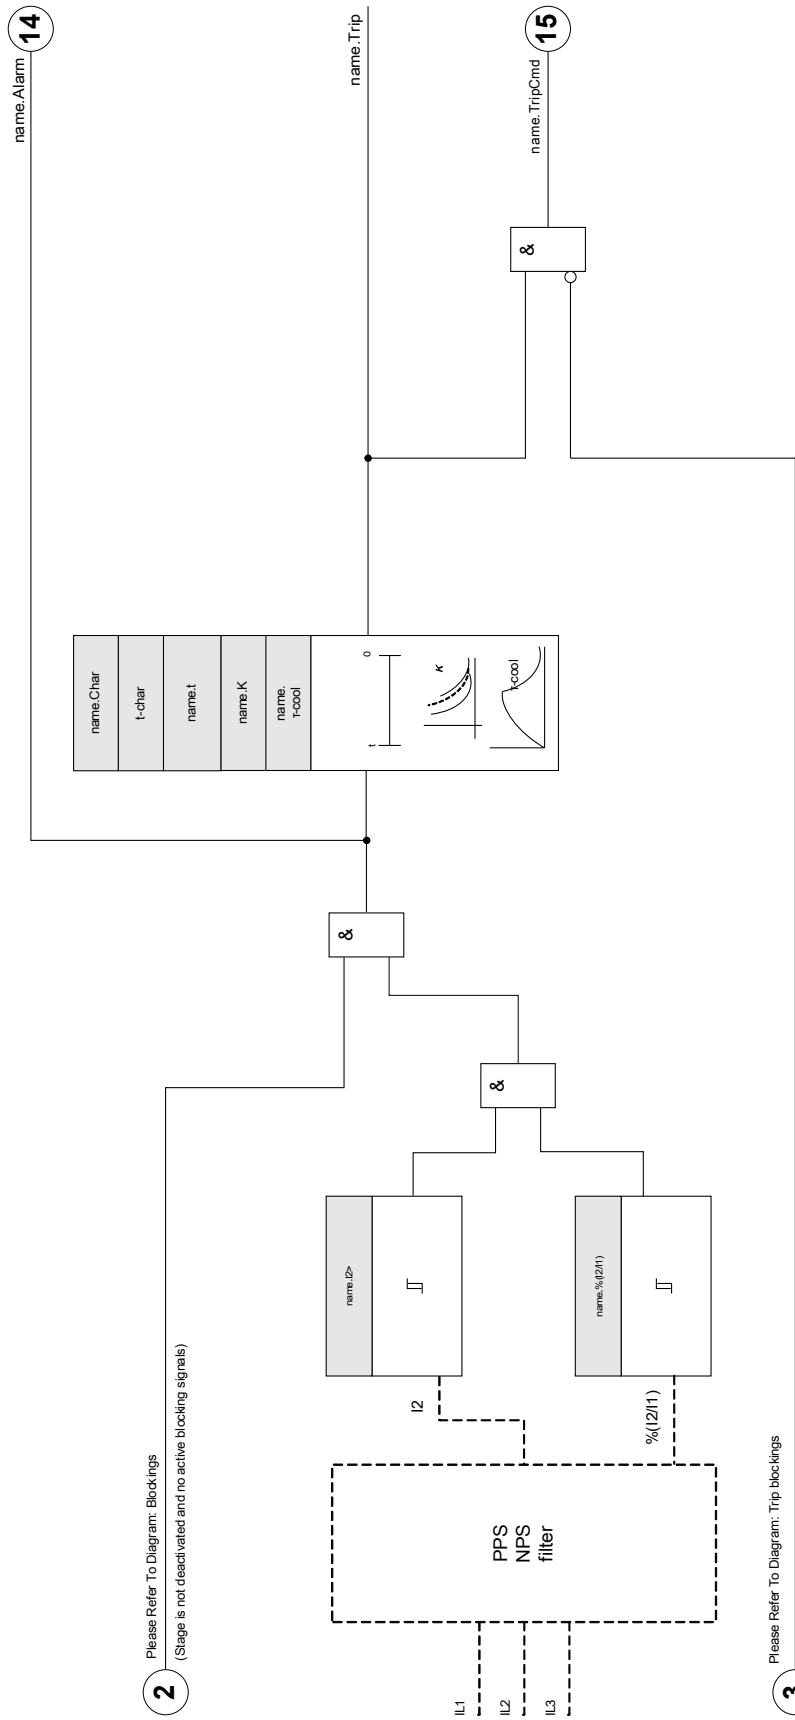 14
name.Alarm
name.Trip
15
name.TripCmd
&
name.Char
t-char
name.t
name.K
name.
τ-cool
t
0
K
τ-cool
&
&
name.I2>
name.%(I2/I1)
I2
%(I2/I1)
PPS
NPS
filter
IL1
IL2
IL3
2
Please Refer To Diagram: Blockings
(Stage is not deactivated and no active blocking signals)
3
Please Refer To Diagram: Trip blockings